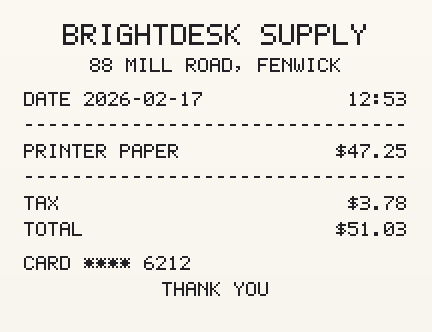 BRIGHTDESK SUPPLY
88 MILL ROAD, FENWICK
DATE 2026-02-17 12:53
--------------------------------
PRINTER PAPER $47.25
--------------------------------
TAX $3.78
TOTAL $51.03
CARD **** 6212
THANK YOU